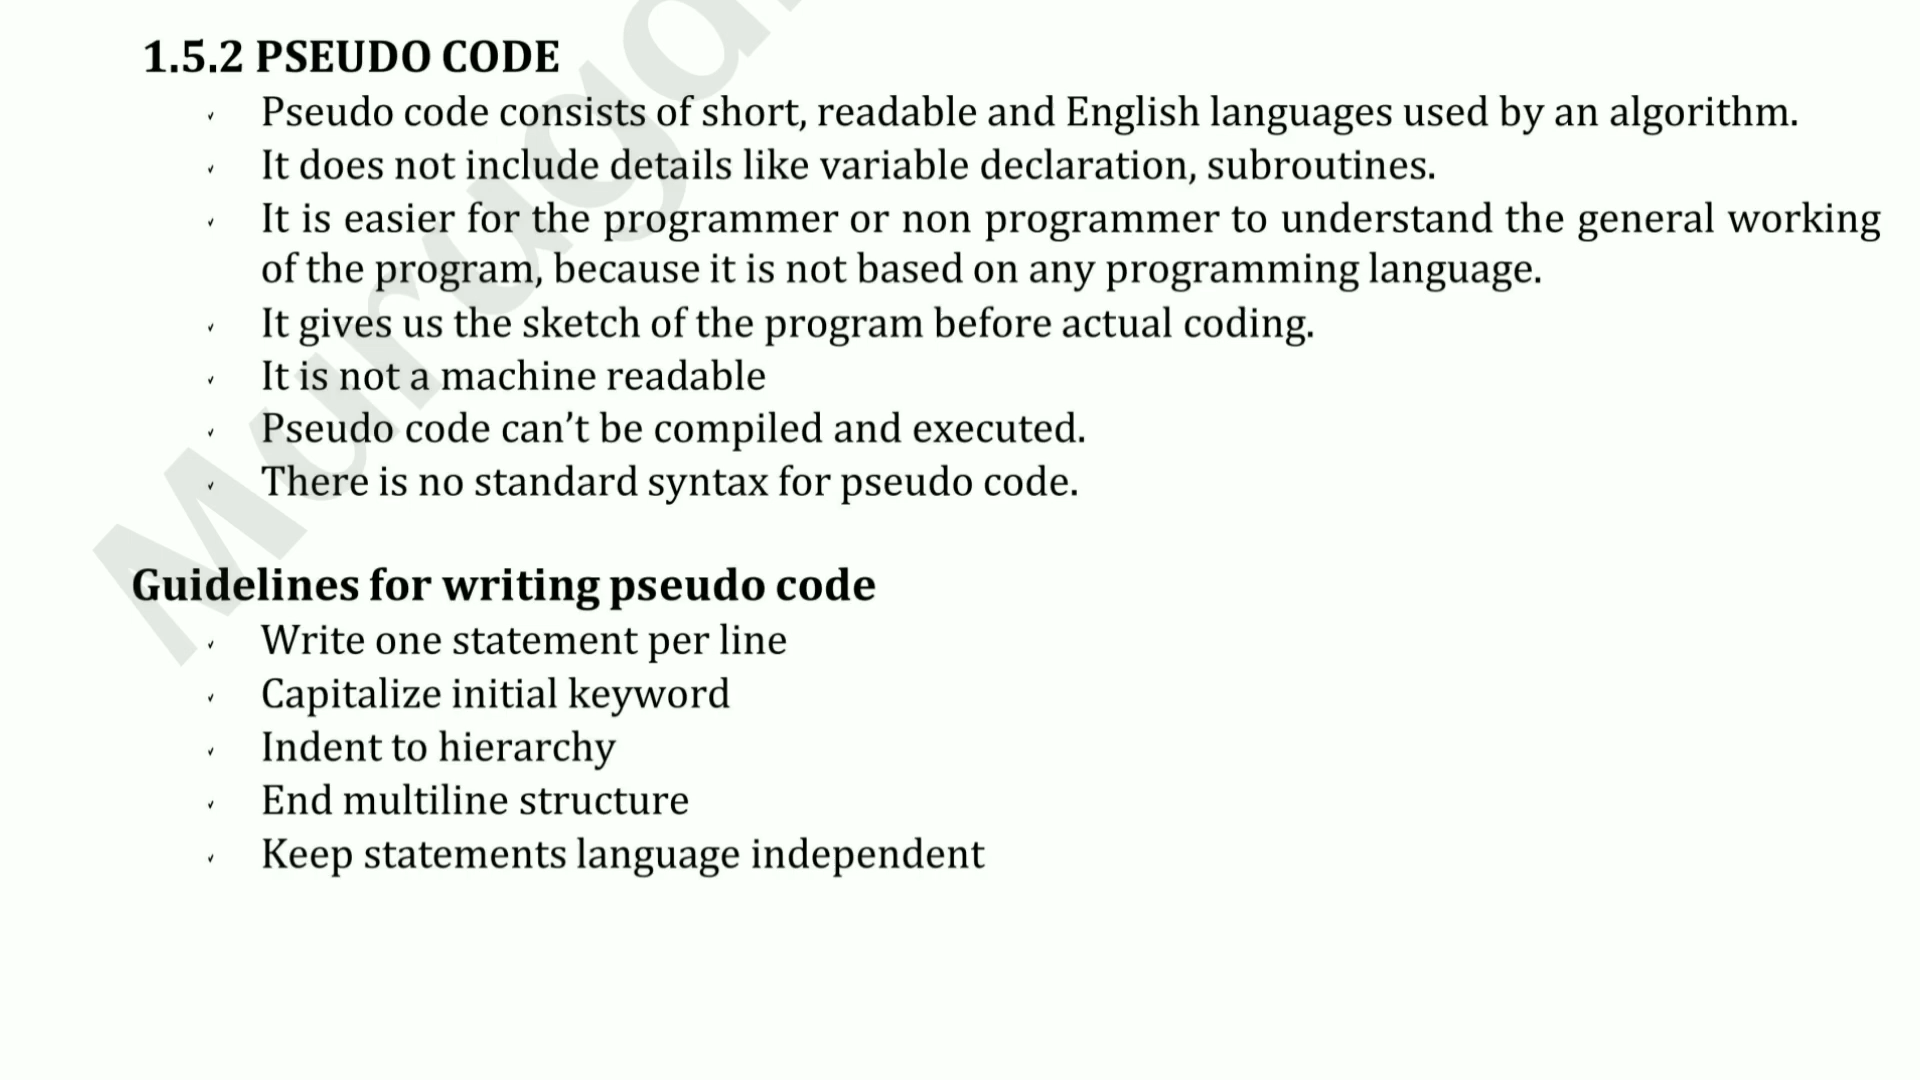 1.5.2 PSEUDO CODE
✓ Pseudo code consists of short, readable and English languages used by an algorithm.
✓ It does not include details like variable declaration, subroutines.
✓ It is easier for the programmer or non programmer to understand the general working
of the program, because it is not based on any programming language.
✓ It gives us the sketch of the program before actual coding.
✓ It is not a machine readable
✓ Pseudo code can’t be compiled and executed.
✓ There is no standard syntax for pseudo code.
Guidelines for writing pseudo code
✓ Write one statement per line
✓ Capitalize initial keyword
✓ Indent to hierarchy
✓ End multiline structure
✓ Keep statements language independent